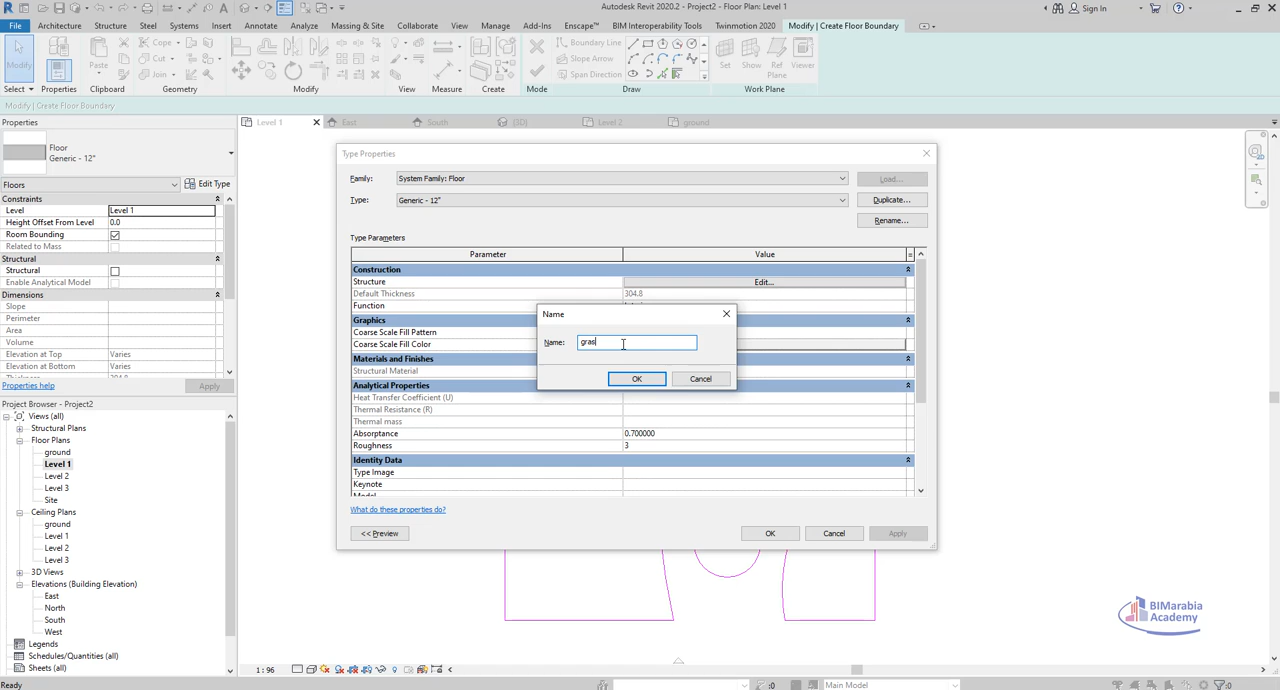 Autodesk Revit 2020.2 - Floor Plan: Level 1
Sign In
File Architecture Structure Steel Systems Insert Annotate Analyze Massing & Site Collaborate View Manage Add-Ins Enscape™ BIM Interoperability Tools Twinmotion 2020 Modify | Create Floor Boundary
Modify
Paste
Cope
Cut
Join
Boundary Line
Slope Arrow
Span Direction
Set Show Ref Plane Viewer
Select Properties Clipboard Geometry Modify View Measure Create Mode Draw Work Plane
Modify | Create Floor Boundary
Properties
Level 1 East South {3D} Level 2 ground
Floor
Generic - 12"
Floors
Edit Type
Constraints
Level Level 1
Height Offset From Level 0.0
Room Bounding
Related to Mass
Structural
Structural
Enable Analytical Model
Dimensions
Slope
Perimeter
Area
Volume
Elevation at Top Varies
Elevation at Bottom Varies
Properties help
Apply
Project Browser - Project2
Views (all)
Structural Plans
Floor Plans
ground
Level 1
Level 2
Level 3
Site
Ceiling Plans
ground
Level 1
Level 2
Level 3
3D Views
Elevations (Building Elevation)
East
North
South
West
Legends
Schedules/Quantities (all)
Sheets (all)
Type Properties
Family: System Family: Floor Load...
Type: Generic - 12" Duplicate...
Rename...
Type Parameters
Parameter Value =
Construction
Structure Edit...
Default Thickness 304.8
Function
Graphics
Coarse Scale Fill Pattern
Coarse Scale Fill Color
Materials and Finishes
Structural Material
Analytical Properties
Heat Transfer Coefficient (U)
Thermal Resistance (R)
Thermal mass
Absorptance 0.700000
Roughness 3
Identity Data
Type Image
Keynote
What do these properties do?
<< Preview OK Cancel Apply
Name
Name: gras
OK Cancel
BIMarabia
Academy
1 : 96
Ready
:0
Main Model
:0